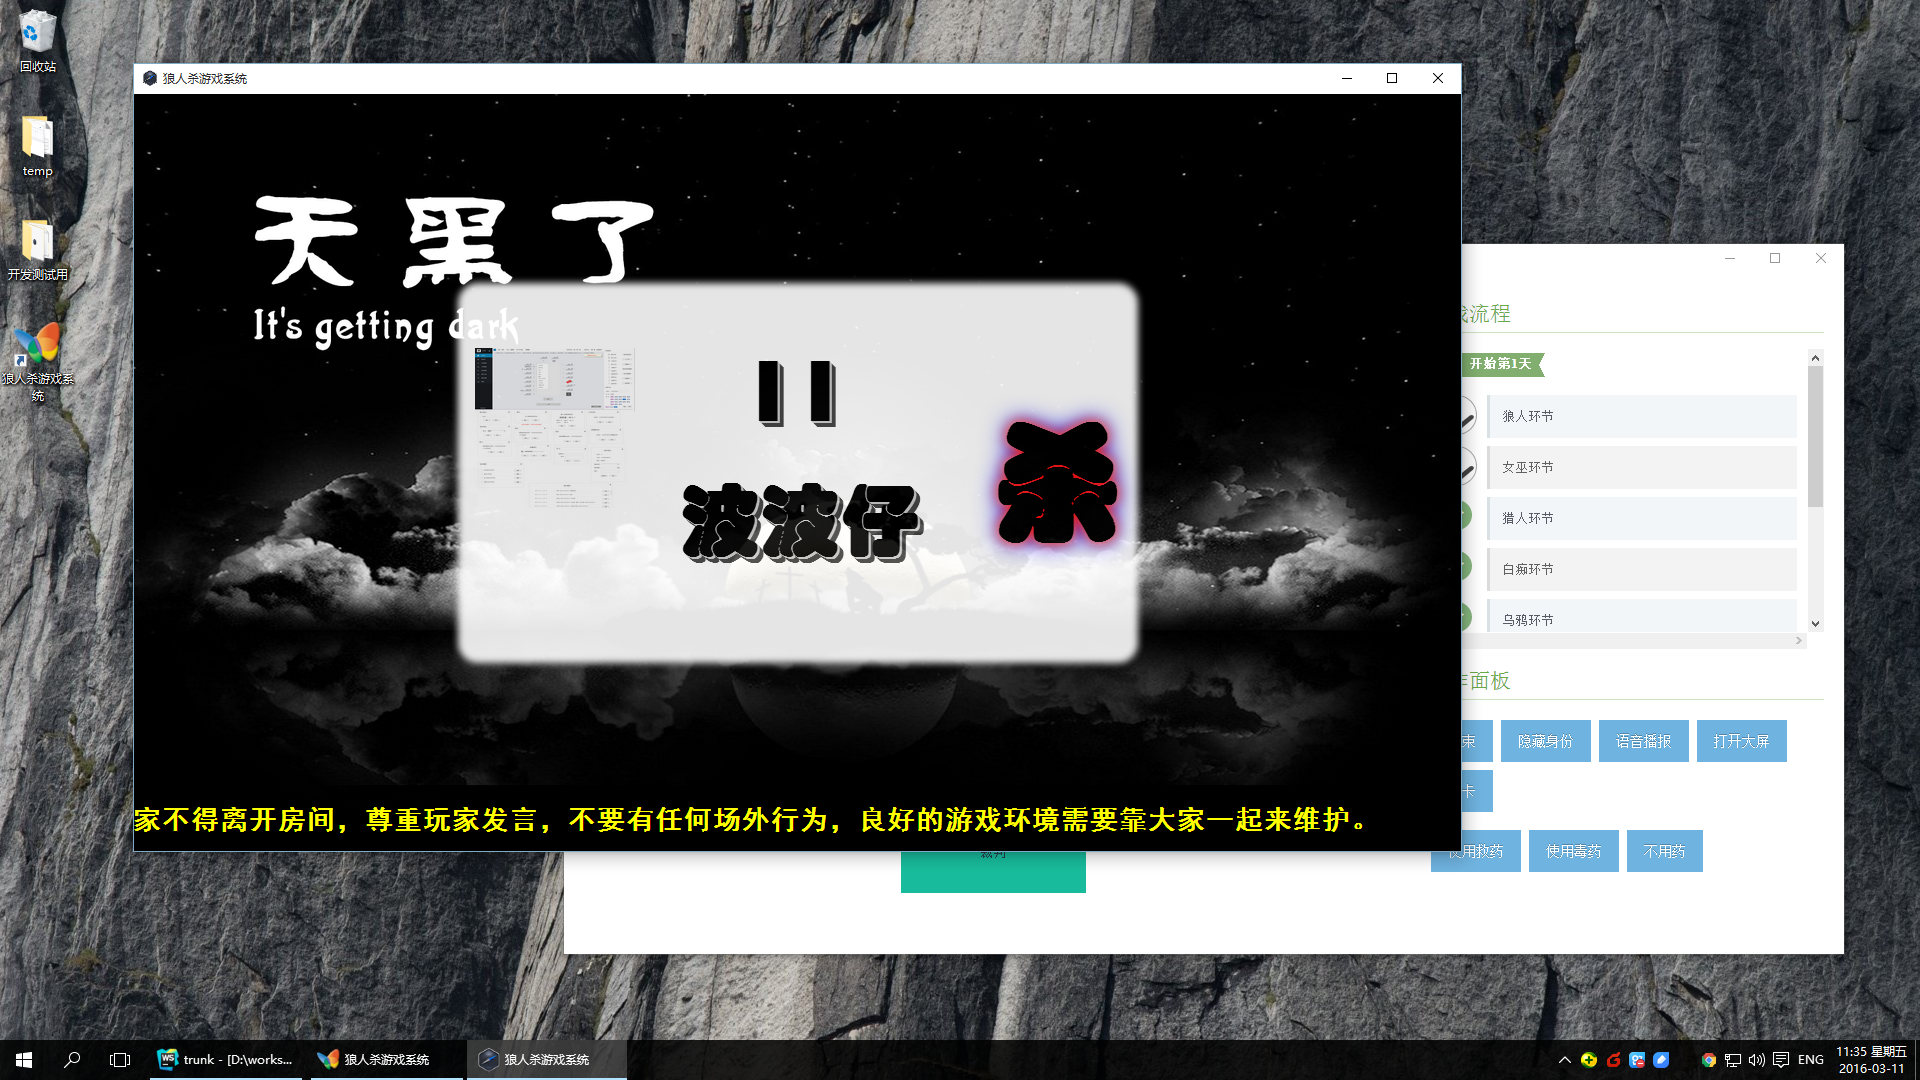 回收站
temp
开发测试用
狼人杀游戏系
统
狼人杀游戏系统
天黑了
It's getting dark
11
波波仔
杀
家不得离开房间，尊重玩家发言，不要有任何场外行为，良好的游戏环境需要靠大家一起来维护。
流程
开始第1天
狼人环节
女巫环节
猎人环节
白痴环节
乌鸦环节
面板
束
隐藏身份
语音播报
打开大屏
卡
使用救药
使用毒药
不用药
裁判
trunk - [D:\works...
狼人杀游戏系统
狼人杀游戏系统
ENG
11:35 星期五
2016-03-11